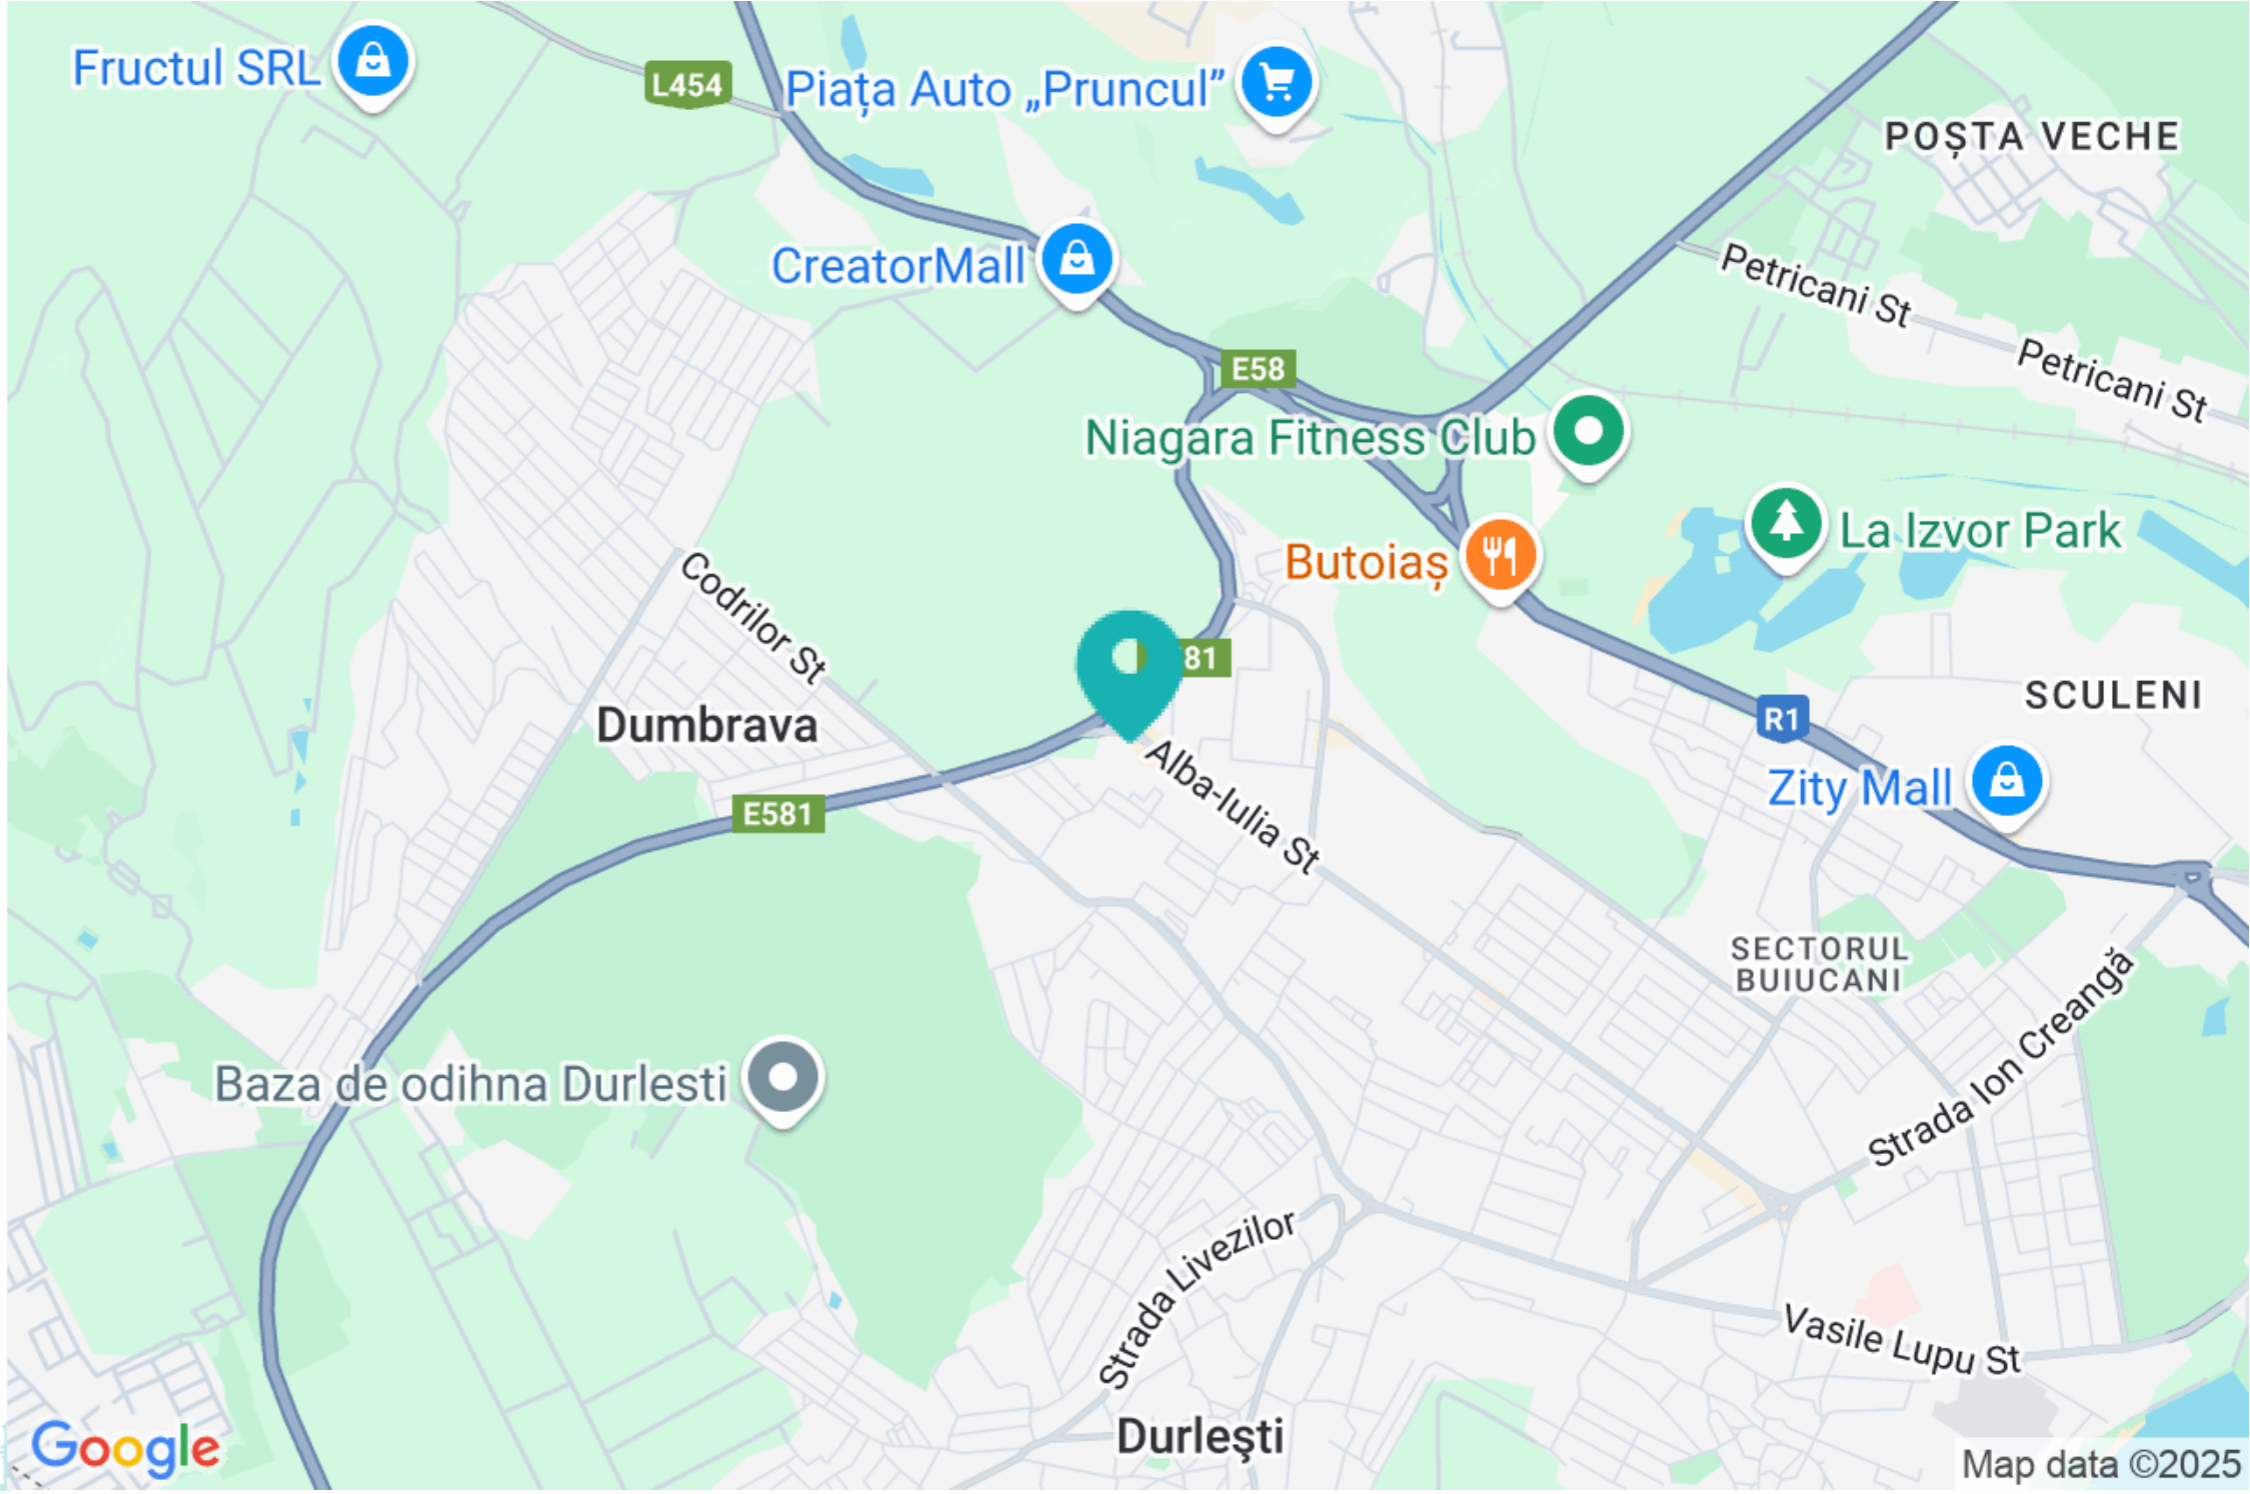 Fructul SRL
L454
Piața Auto „Pruncul”
POȘTA VECHE
CreatorMall
Petricani St
E58
Petricani St
Niagara Fitness Club
La Izvor Park
Butoiaș
Codrilor St
81
Dumbrava
SCULENI
R1
Alba-Iulia St
Zity Mall
E581
SECTORUL
BUIUCANI
Strada Ion Creangă
Baza de odihna Durlesti
Strada Livezilor
Vasile Lupu St
Durleşti
Google
Map data ©2025